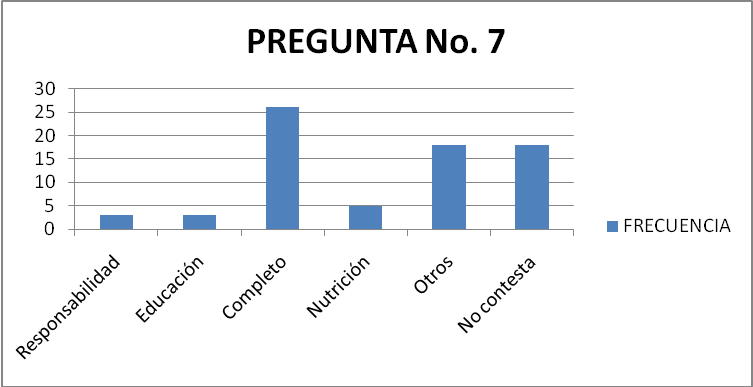 PREGUNTA No. 7
30
25
20
15
10
5
0
Responsabilidad
Educación
Completo
Nutrición
Otros
No contesta
FRECUENCIA